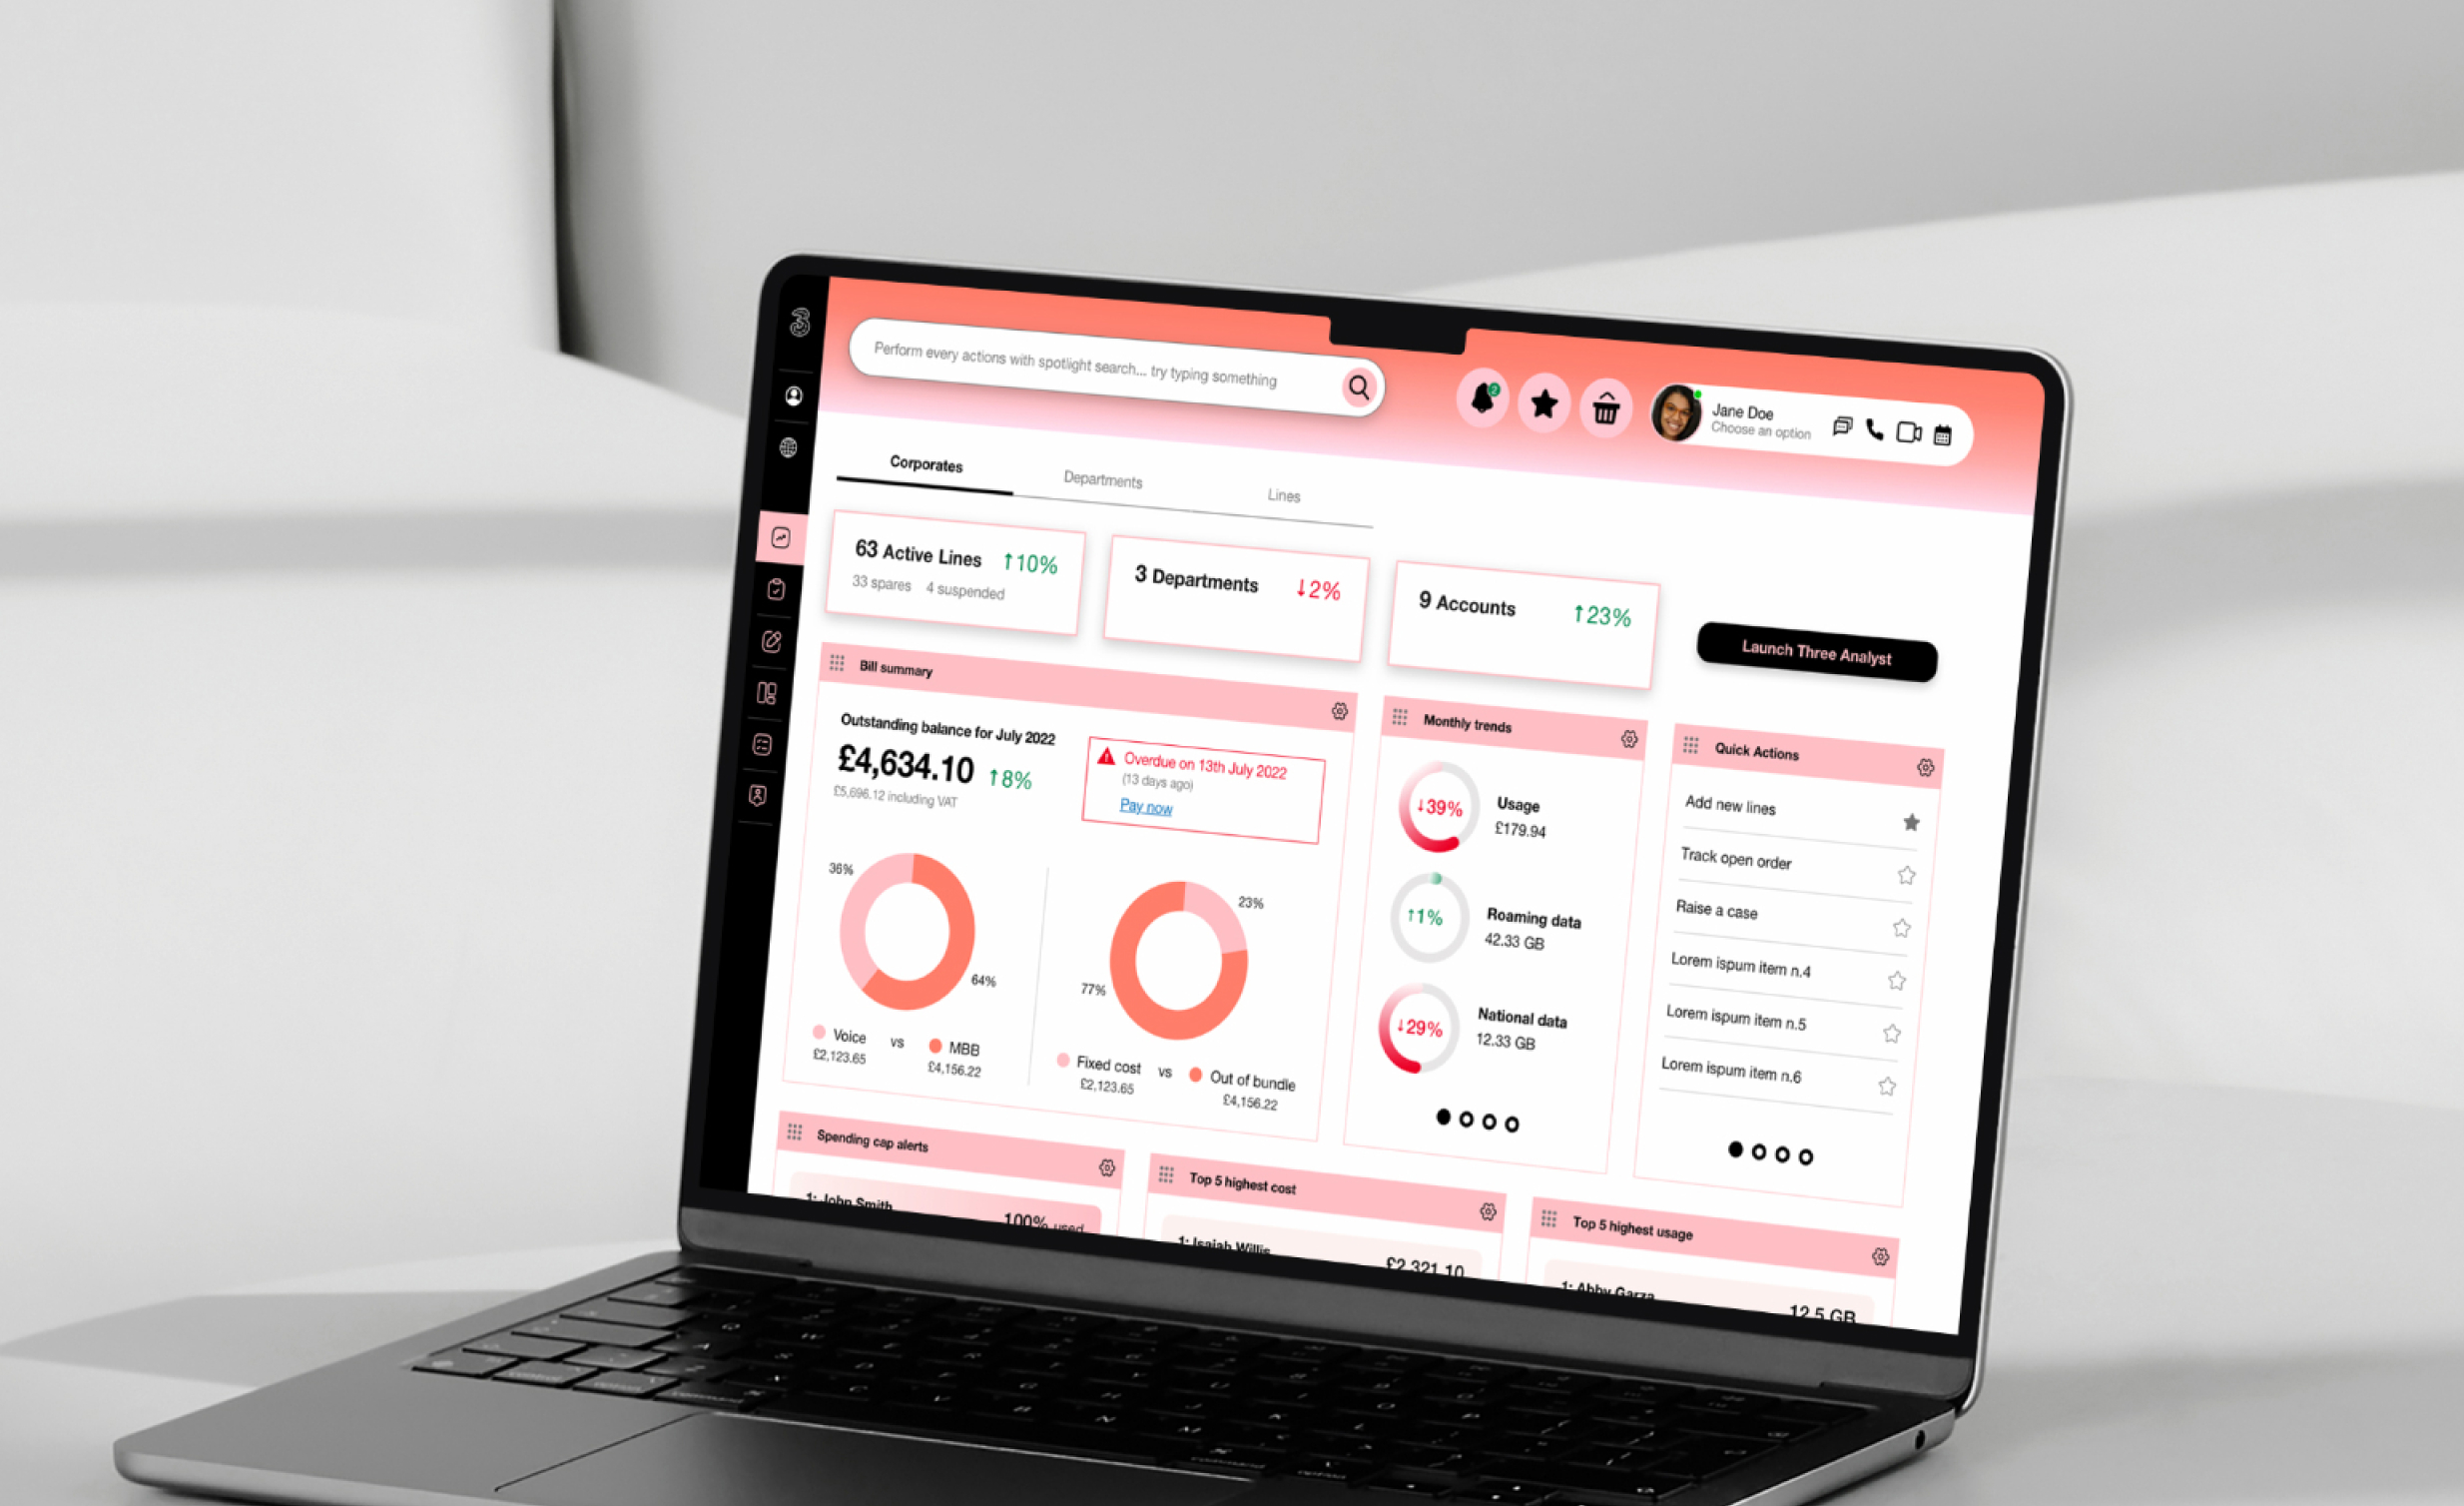 3
Perform every actions with spotlight search... try typing something
2
Jane Doe
Choose an option
Corporates
Departments
Lines
63 Active Lines ↑10%
33 spares 4 suspended
3 Departments ↓2%
9 Accounts ↑23%
Launch Three Analyst
Bill summary
Outstanding balance for July 2022
£4,634.10 ↑8%
£5,696.12 including VAT
Overdue on 13th July 2022
(13 days ago)
Pay now
36%
64%
Voice vs MBB
£2,123.65 £4,156.22
23%
77%
Fixed cost vs Out of bundle
£2,123.65 £4,156.22
Monthly trends
↓39%
Usage
£179.94
↑1%
Roaming data
42.33 GB
↓29%
National data
12.33 GB
Quick Actions
Add new lines
Track open order
Raise a case
Lorem ispum item n.4
Lorem ispum item n.5
Lorem ispum item n.6
Spending cap alerts
1: John Smith 100% used
Top 5 highest cost
1: Isaiah Willis £2,321.10
Top 5 highest usage
1: Abby Garza 12.5 GB